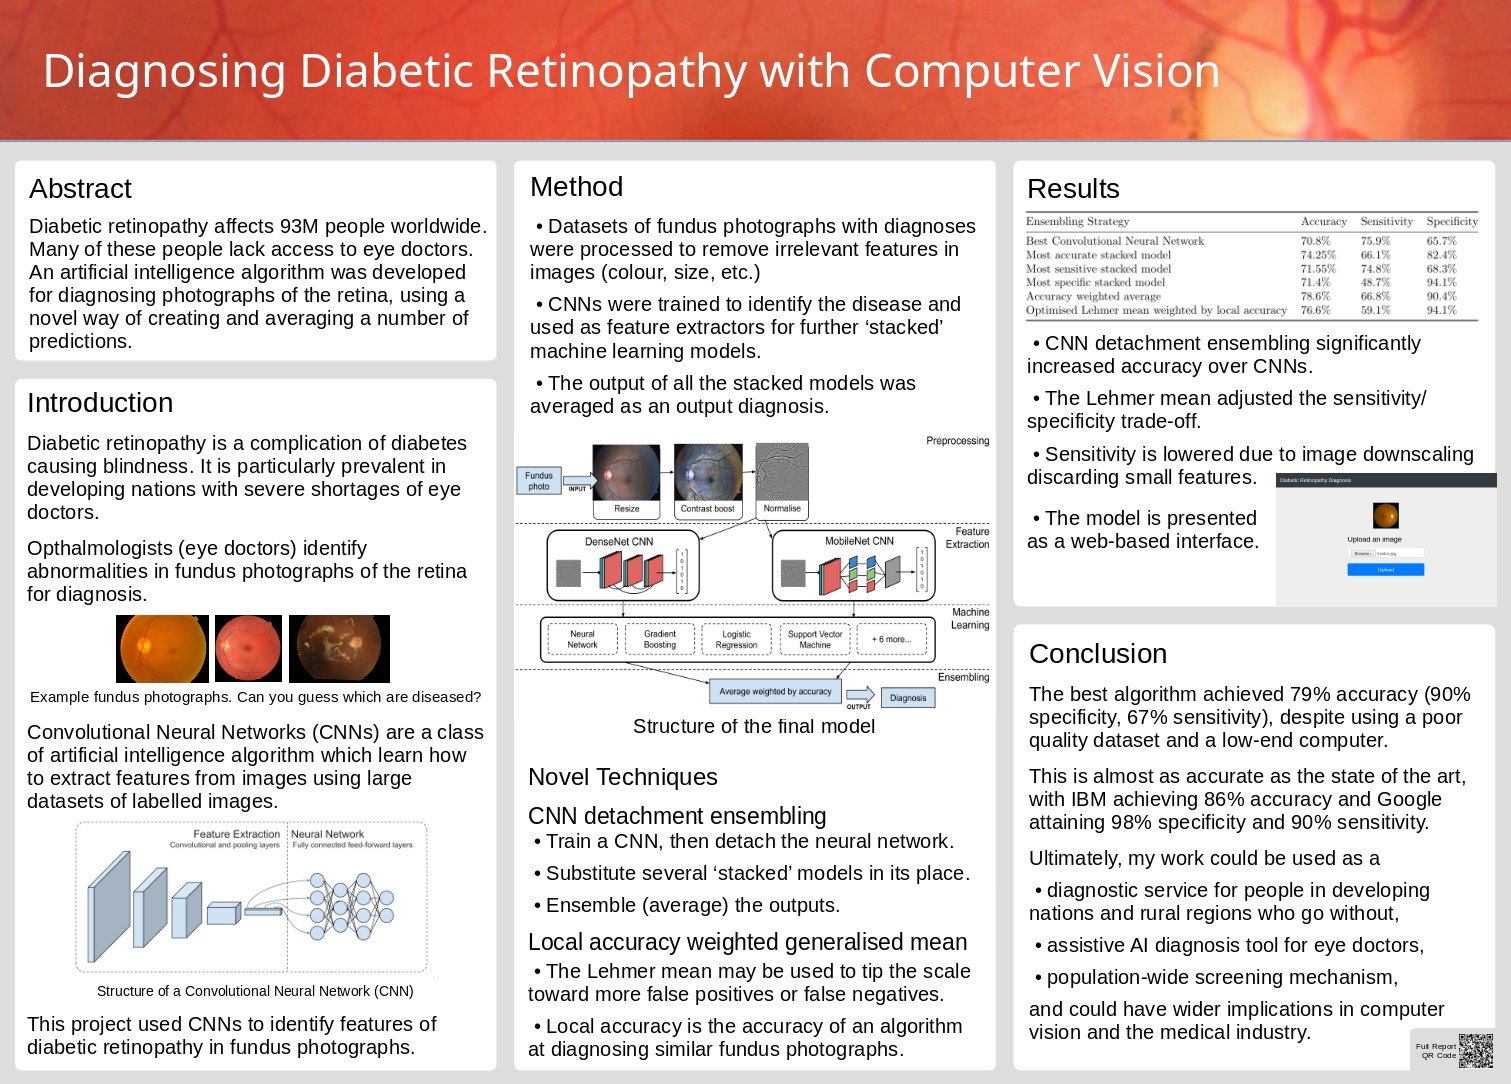 Diagnosing Diabetic Retinopathy with Computer Vision
Abstract
Diabetic retinopathy affects 93M people worldwide.
Many of these people lack access to eye doctors.
An artificial intelligence algorithm was developed
for diagnosing photographs of the retina, using a
novel way of creating and averaging a number of
predictions.
Introduction
Diabetic retinopathy is a complication of diabetes
causing blindness. It is particularly prevalent in
developing nations with severe shortages of eye
doctors.
Opthalmologists (eye doctors) identify
abnormalities in fundus photographs of the retina
for diagnosis.
Example fundus photographs. Can you guess which are diseased?
Convolutional Neural Networks (CNNs) are a class
of artificial intelligence algorithm which learn how
to extract features from images using large
datasets of labelled images.
Feature Extraction
Convolutional and pooling layers
Neural Network
Fully connected feed-forward layers
Structure of a Convolutional Neural Network (CNN)
This project used CNNs to identify features of
diabetic retinopathy in fundus photographs.
Method
• Datasets of fundus photographs with diagnoses
were processed to remove irrelevant features in
images (colour, size, etc.)
• CNNs were trained to identify the disease and
used as feature extractors for further ‘stacked’
machine learning models.
• The output of all the stacked models was
averaged as an output diagnosis.
Preprocessing
Fundus
photo
INPUT
Resize
Contrast boost
Normalise
Feature
Extraction
DenseNet CNN
1
0
1
0
1
0
MobileNet CNN
1
0
1
0
1
0
Machine
Learning
Neural
Network
Gradient
Boosting
Logistic
Regression
Support Vector
Machine
+ 6 more...
Ensembling
Average weighted by accuracy
OUTPUT
Diagnosis
Structure of the final model
Novel Techniques
CNN detachment ensembling
• Train a CNN, then detach the neural network.
• Substitute several ‘stacked’ models in its place.
• Ensemble (average) the outputs.
Local accuracy weighted generalised mean
• The Lehmer mean may be used to tip the scale
toward more false positives or false negatives.
• Local accuracy is the accuracy of an algorithm
at diagnosing similar fundus photographs.
Results
Ensembling Strategy Accuracy Sensitivity Specificity
Best Convolutional Neural Network 70.8% 75.9% 65.7%
Most accurate stacked model 74.25% 66.1% 82.4%
Most sensitive stacked model 71.55% 74.8% 68.3%
Most specific stacked model 71.4% 48.7% 94.1%
Accuracy weighted average 78.6% 66.8% 90.4%
Optimised Lehmer mean weighted by local accuracy 76.6% 59.1% 94.1%
• CNN detachment ensembling significantly
increased accuracy over CNNs.
• The Lehmer mean adjusted the sensitivity/
specificity trade-off.
• Sensitivity is lowered due to image downscaling
discarding small features.
• The model is presented
as a web-based interface.
Diabetic Retinopathy Diagnosis
Upload an image
Browse... fundus.jpg
Upload
Conclusion
The best algorithm achieved 79% accuracy (90%
specificity, 67% sensitivity), despite using a poor
quality dataset and a low-end computer.
This is almost as accurate as the state of the art,
with IBM achieving 86% accuracy and Google
attaining 98% specificity and 90% sensitivity.
Ultimately, my work could be used as a
• diagnostic service for people in developing
nations and rural regions who go without,
• assistive AI diagnosis tool for eye doctors,
• population-wide screening mechanism,
and could have wider implications in computer
vision and the medical industry.
Full Report
QR Code